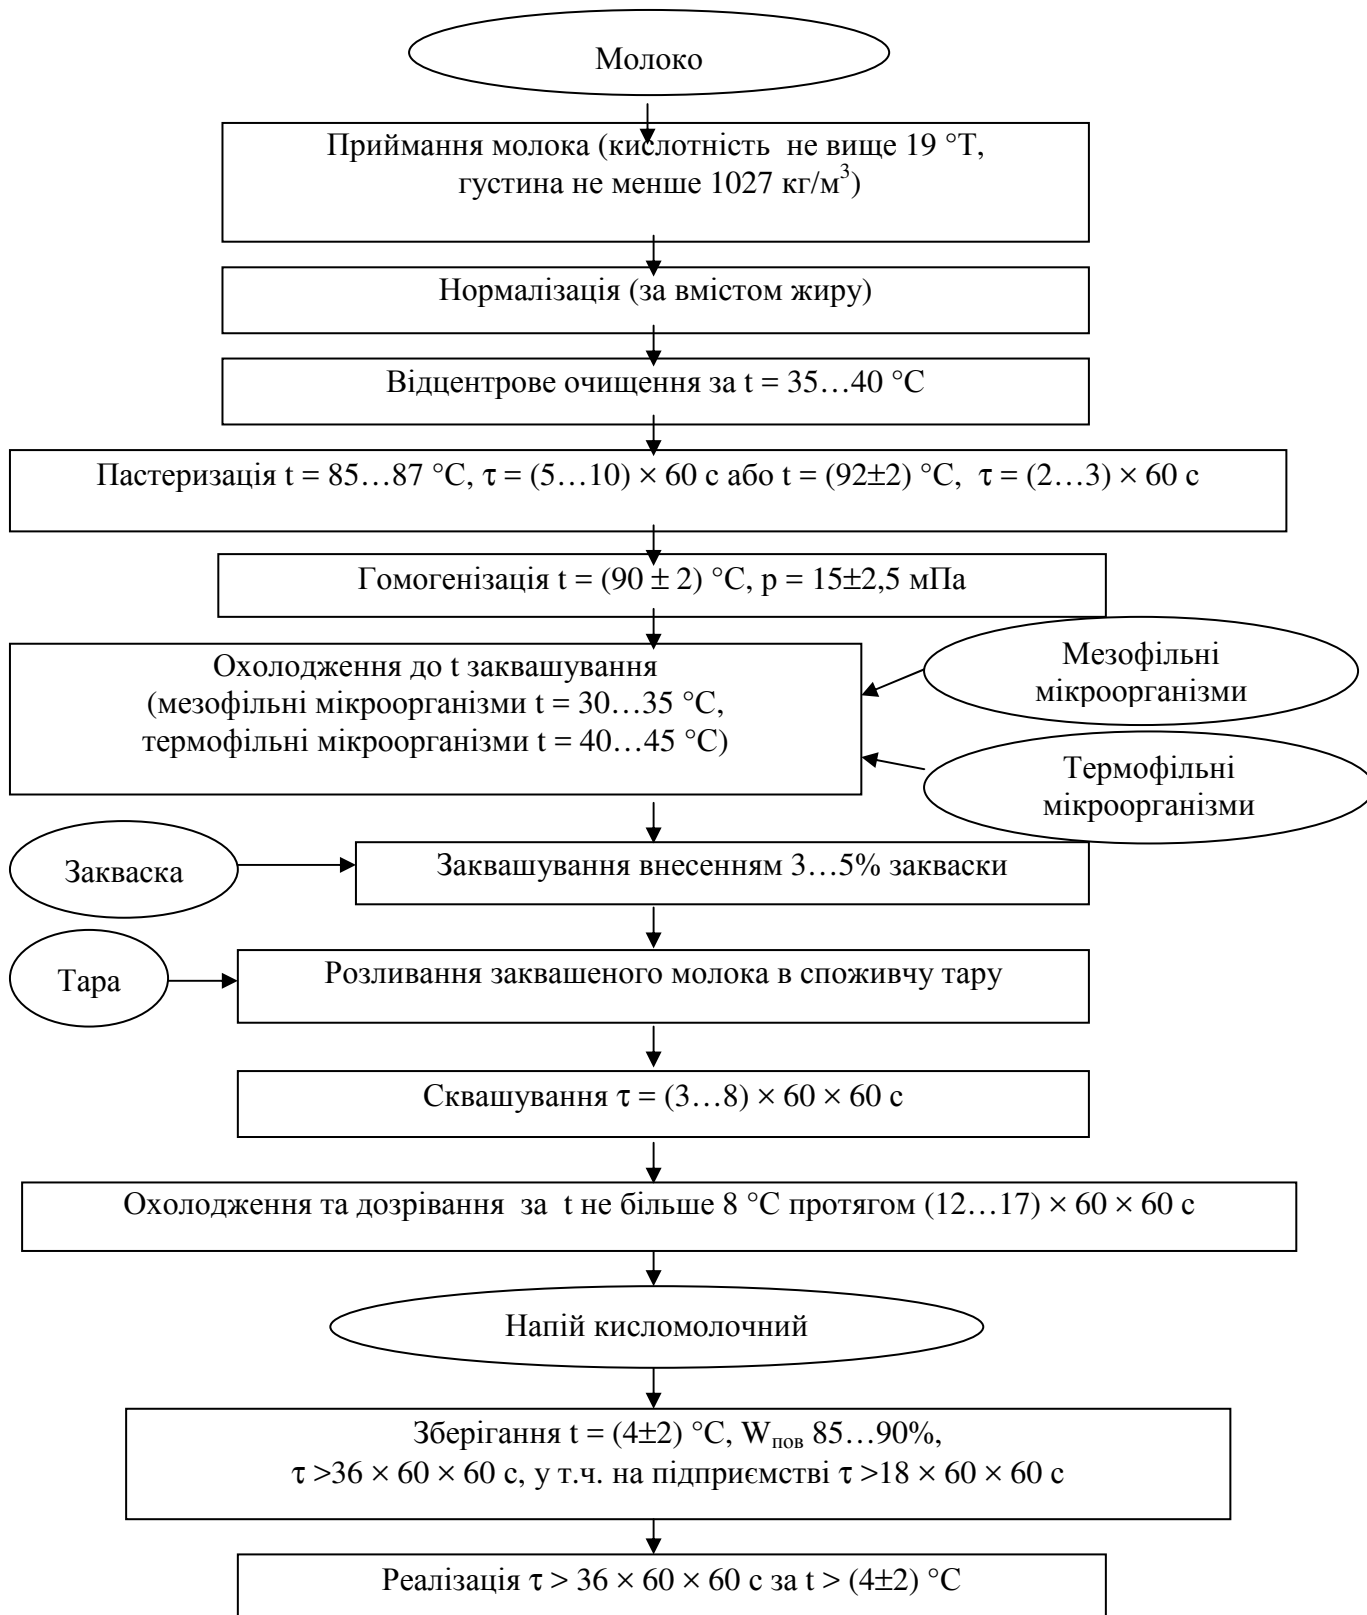 Молоко
Приймання молока (кислотність не вище 19 °Т,
густина не менше 1027 кг/м³)
Нормалізація (за вмістом жиру)
Відцентрове очищення за t = 35…40 °С
Пастеризація t = 85…87 °С, τ = (5…10) × 60 с або t = (92±2) °С, τ = (2…3) × 60 с
Гомогенізація t = (90 ± 2) °С, р = 15±2,5 мПа
Охолодження до t заквашування
(мезофільні мікроорганізми t = 30…35 °С,
термофільні мікроорганізми t = 40…45 °С)
Мезофільні
мікроорганізми
Термофільні
мікроорганізми
Закваска
Заквашування внесенням 3…5% закваски
Тара
Розливання заквашеного молока в споживчу тару
Сквашування τ = (3…8) × 60 × 60 с
Охолодження та дозрівання за t не більше 8 °С протягом (12…17) × 60 × 60 с
Напій кисломолочний
Зберігання t = (4±2) °С, Wпов 85…90%,
τ >36 × 60 × 60 с, у т.ч. на підприємстві τ >18 × 60 × 60 с
Реалізація τ > 36 × 60 × 60 с за t > (4±2) °С